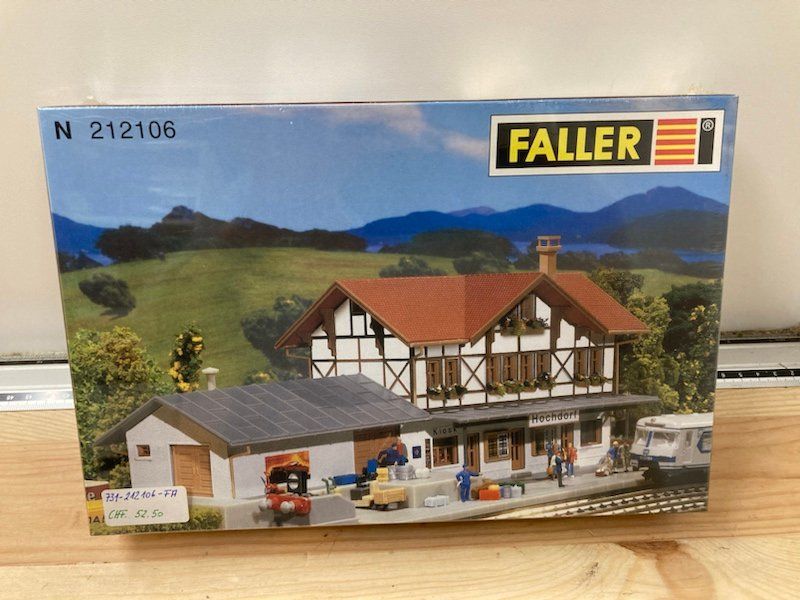 N 212106
FALLER ®
Kiosk
Hochdorf
731-212106-FA
CHF. 52.50